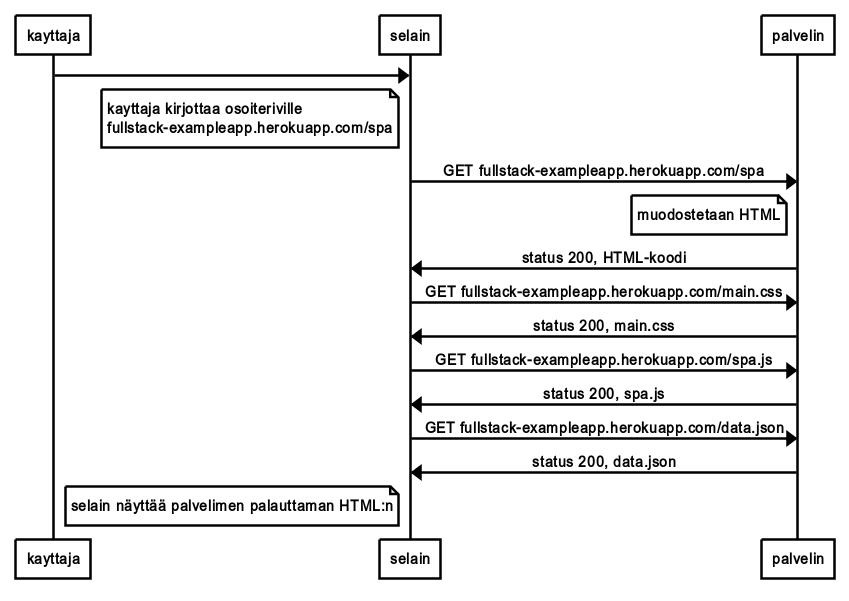 kayttaja
selain
palvelin
kayttaja kirjottaa osoiteriville
fullstack-exampleapp.herokuapp.com/spa
GET fullstack-exampleapp.herokuapp.com/spa
muodostetaan HTML
status 200, HTML-koodi
GET fullstack-exampleapp.herokuapp.com/main.css
status 200, main.css
GET fullstack-exampleapp.herokuapp.com/spa.js
status 200, spa.js
GET fullstack-exampleapp.herokuapp.com/data.json
status 200, data.json
selain näyttää palvelimen palauttaman HTML:n
kayttaja
selain
palvelin